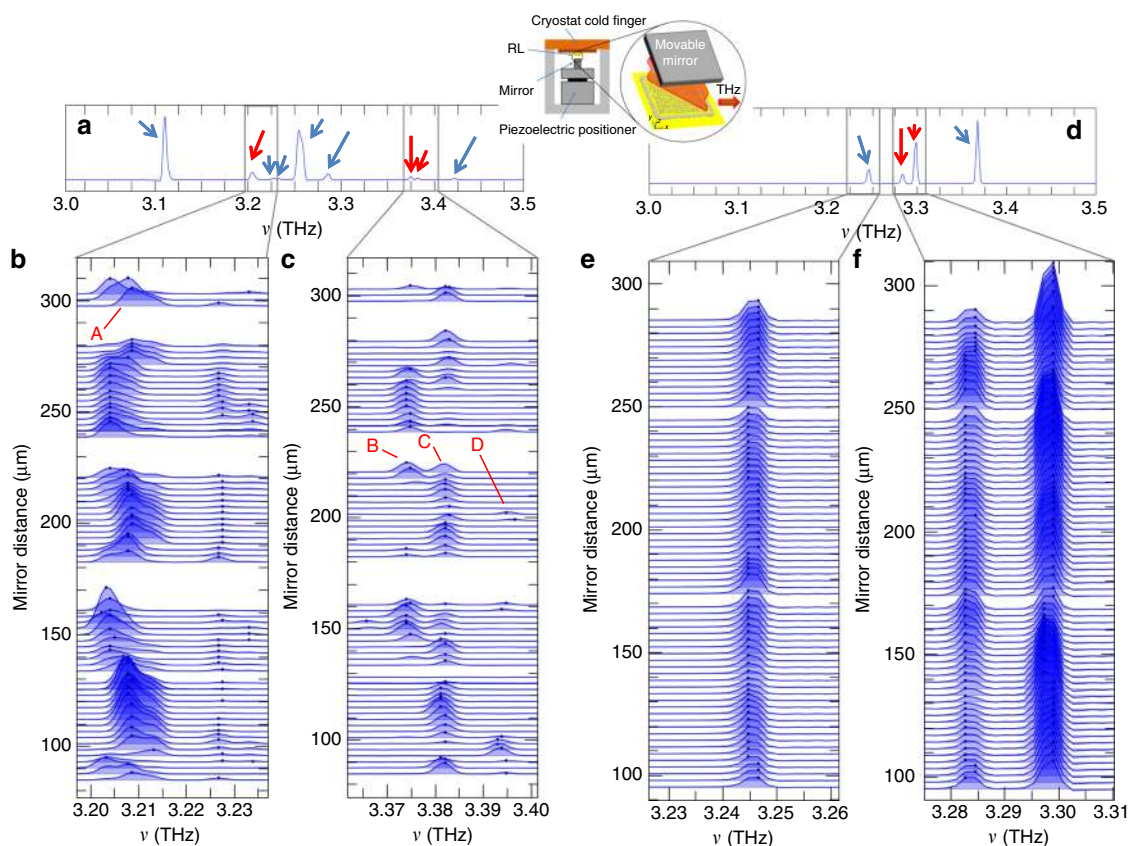 Cryostat cold finger
RL
Mirror
Piezoelectric positioner
Movable
mirror
THz
y z x
a
3.0 3.1 3.2 3.3 3.4 3.5
ν (THz)
d
3.0 3.1 3.2 3.3 3.4 3.5
ν (THz)
b
Mirror distance (μm)
300
250
200
150
100
A
3.20 3.21 3.22 3.23
ν (THz)
c
Mirror distance (μm)
300
250
200
150
100
B
C
D
3.37 3.38 3.39 3.40
ν (THz)
e
Mirror distance (μm)
300
250
200
150
100
3.23 3.24 3.25 3.26
ν (THz)
f
Mirror distance (μm)
300
250
200
150
100
3.28 3.29 3.30 3.31
ν (THz)